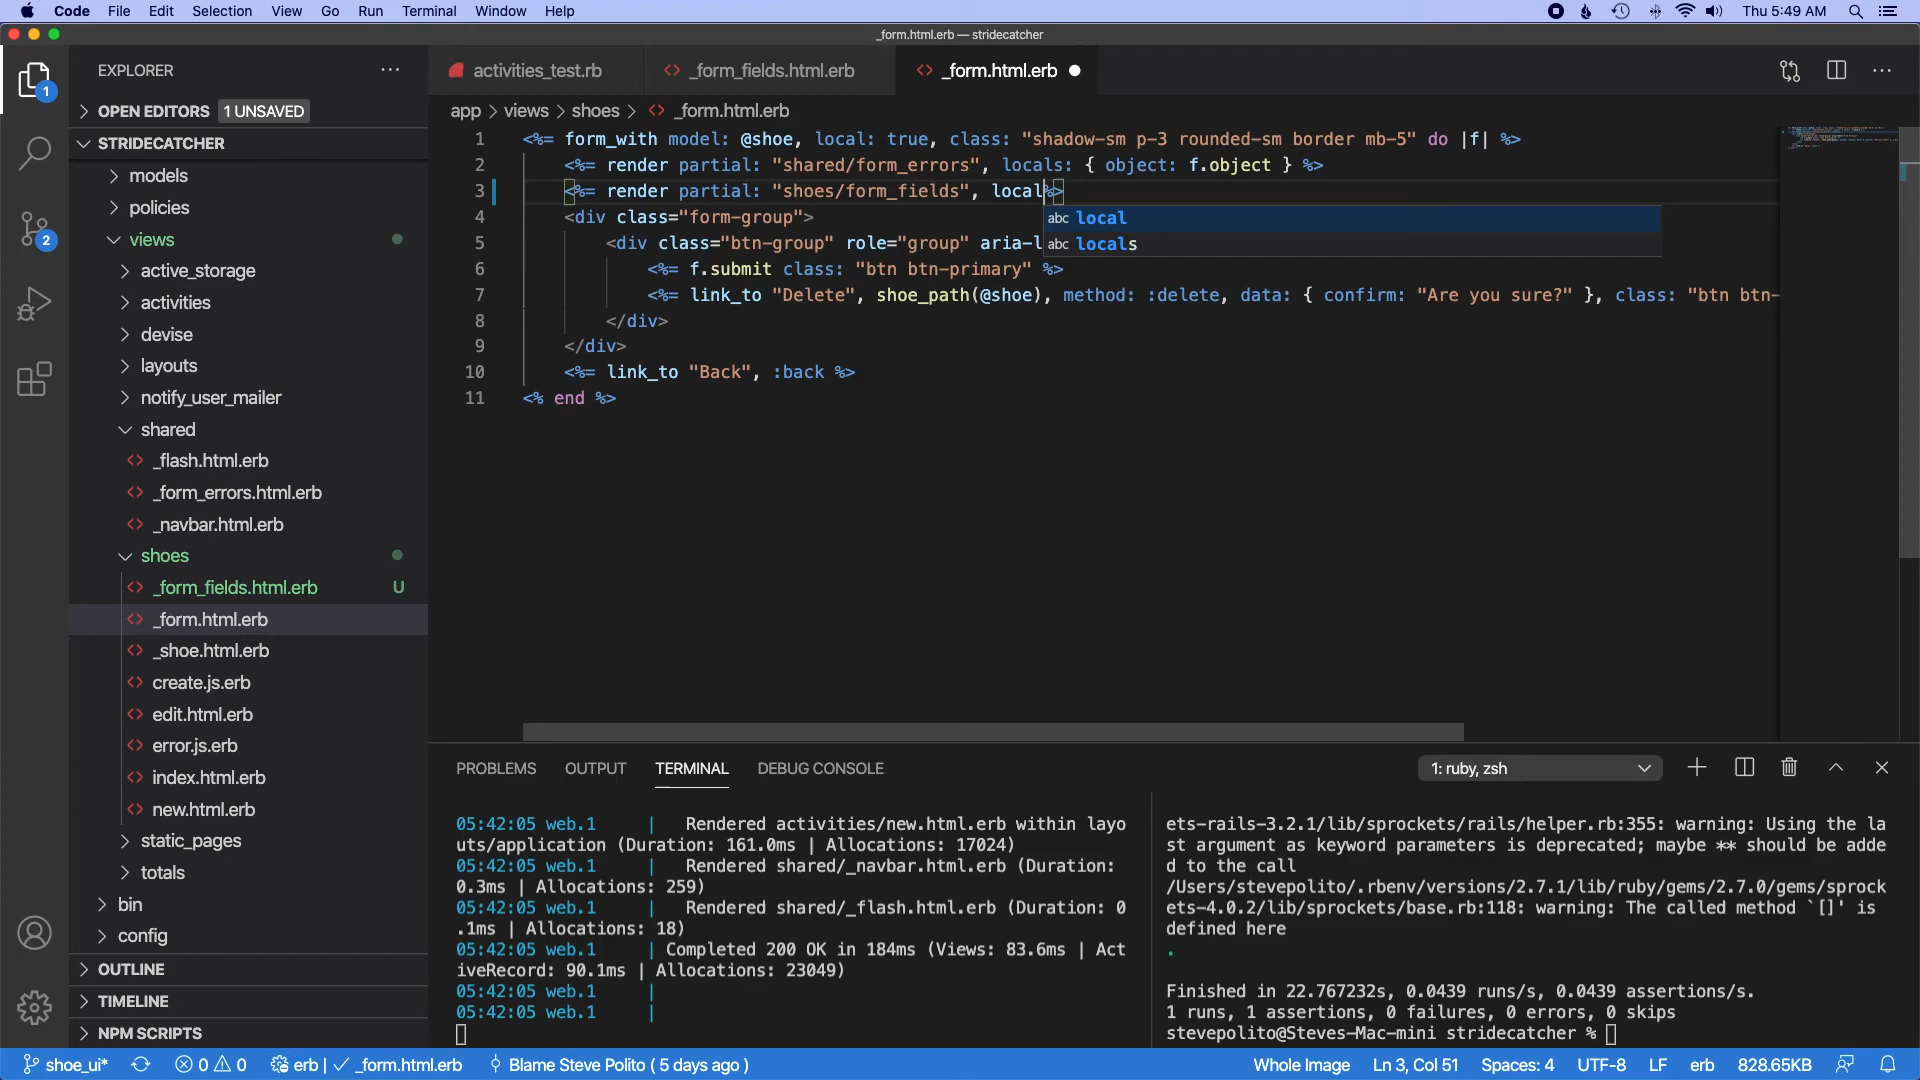 Code File Edit Selection View Go Run Terminal Window Help Thu 5:49 AM
_form.html.erb — stridecatcher
EXPLORER
OPEN EDITORS 1 UNSAVED
STRIDECATCHER
models
policies
views
active_storage
activities
devise
layouts
notify_user_mailer
shared
_flash.html.erb
_form_errors.html.erb
_navbar.html.erb
shoes
_form_fields.html.erb U
_form.html.erb
_shoe.html.erb
create.js.erb
edit.html.erb
error.js.erb
index.html.erb
new.html.erb
static_pages
totals
bin
config
OUTLINE
TIMELINE
NPM SCRIPTS
1
2
activities_test.rb _form_fields.html.erb _form.html.erb
app > views > shoes > _form.html.erb
1 <%= form_with model: @shoe, local: true, class: "shadow-sm p-3 rounded-sm border mb-5" do |f| %>
2 <%= render partial: "shared/form_errors", locals: { object: f.object } %>
3 <%= render partial: "shoes/form_fields", local%>
4 <div class="form-group">
5 <div class="btn-group" role="group" aria-l
6 <%= f.submit class: "btn btn-primary" %>
7 <%= link_to "Delete", shoe_path(@shoe), method: :delete, data: { confirm: "Are you sure?" }, class: "btn btn-
8 </div>
9 </div>
10 <%= link_to "Back", :back %>
11 <% end %>
abc local
abc locals
PROBLEMS OUTPUT TERMINAL DEBUG CONSOLE 1: ruby, zsh
05:42:05 web.1 | Rendered activities/new.html.erb within layo
uts/application (Duration: 161.0ms | Allocations: 17024)
05:42:05 web.1 | Rendered shared/_navbar.html.erb (Duration:
0.3ms | Allocations: 259)
05:42:05 web.1 | Rendered shared/_flash.html.erb (Duration: 0
.1ms | Allocations: 18)
05:42:05 web.1 | Completed 200 OK in 184ms (Views: 83.6ms | Act
iveRecord: 90.1ms | Allocations: 23049)
05:42:05 web.1 |
05:42:05 web.1 |
ets-rails-3.2.1/lib/sprockets/rails/helper.rb:355: warning: Using the la
st argument as keyword parameters is deprecated; maybe ** should be adde
d to the call
/Users/stevepolito/.rbenv/versions/2.7.1/lib/ruby/gems/2.7.0/gems/sprock
ets-4.0.2/lib/sprockets/base.rb:118: warning: The called method `[]' is
defined here
.
Finished in 22.767232s, 0.0439 runs/s, 0.0439 assertions/s.
1 runs, 1 assertions, 0 failures, 0 errors, 0 skips
stevepolito@Steves-Mac-mini stridecatcher %
shoe_ui* 0 0 erb | ✓ _form.html.erb Blame Steve Polito ( 5 days ago ) Whole Image Ln 3, Col 51 Spaces: 4 UTF-8 LF erb 828.65KB